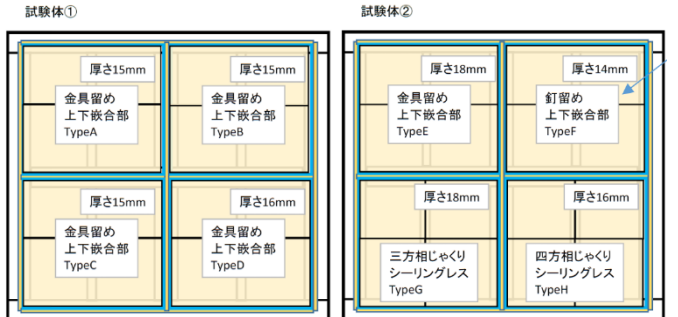 試験体①
厚さ15mm
金具留め
上下嵌合部
TypeA
厚さ15mm
金具留め
上下嵌合部
TypeB
厚さ15mm
金具留め
上下嵌合部
TypeC
厚さ16mm
金具留め
上下嵌合部
TypeD
試験体②
厚さ18mm
金具留め
上下嵌合部
TypeE
厚さ14mm
釘留め
上下嵌合部
TypeF
厚さ18mm
三方相じゃくり
シーリングレス
TypeG
厚さ16mm
四方相じゃくり
シーリングレス
TypeH